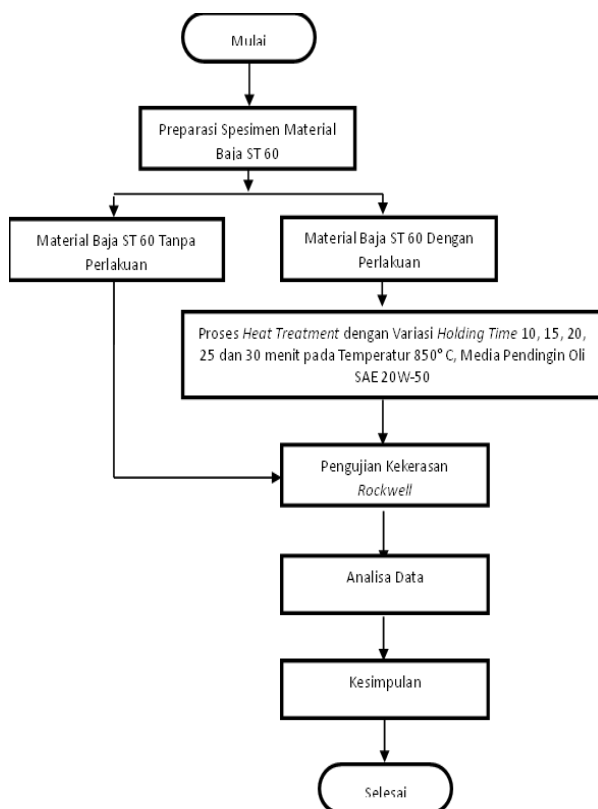 Mulai
Preparasi Spesimen Material
Baja ST 60
Material Baja ST 60 Tanpa
Perlakuan
Material Baja ST 60 Dengan
Perlakuan
Proses Heat Treatment dengan Variasi Holding Time 10, 15, 20,
25 dan 30 menit pada Temperatur 850° C, Media Pendingin Oli
SAE 20W-50
Pengujian Kekerasan
Rockwell
Analisa Data
Kesimpulan
Selesai